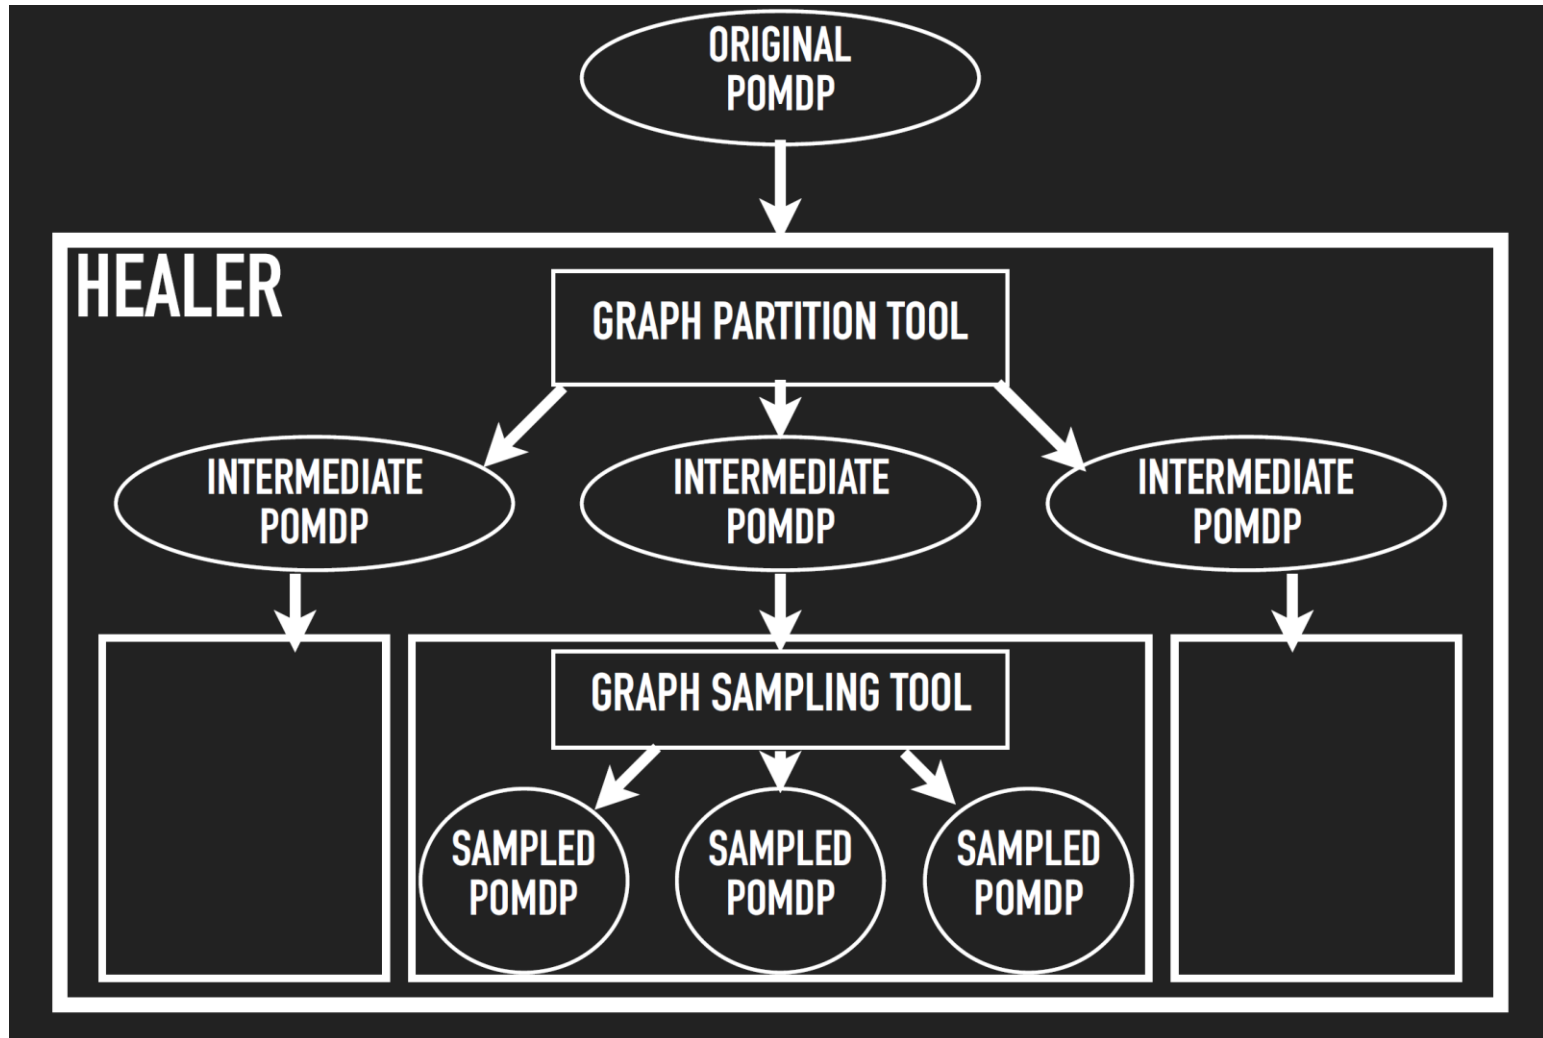 ORIGINAL
POMDP
HEALER
GRAPH PARTITION TOOL
INTERMEDIATE
POMDP
INTERMEDIATE
POMDP
INTERMEDIATE
POMDP
GRAPH SAMPLING TOOL
SAMPLED
POMDP
SAMPLED
POMDP
SAMPLED
POMDP